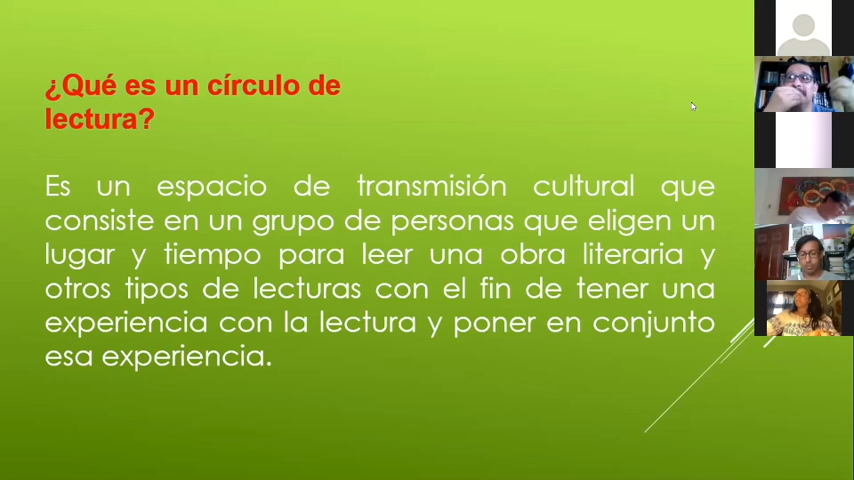 ¿Qué es un círculo de
lectura?
Es un espacio de transmisión cultural que
consiste en un grupo de personas que eligen un
lugar y tiempo para leer una obra literaria y
otros tipos de lecturas con el fin de tener una
experiencia con la lectura y poner en conjunto
esa experiencia.